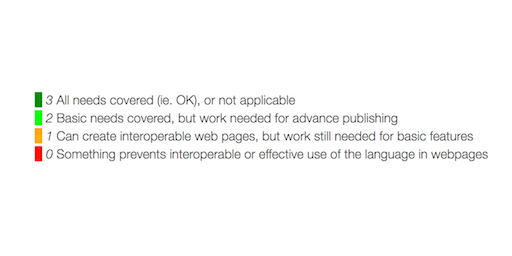 3 All needs covered (ie. OK), or not applicable
2 Basic needs covered, but work needed for advance publishing
1 Can create interoperable web pages, but work still needed for basic features
0 Something prevents interoperable or effective use of the language in webpages